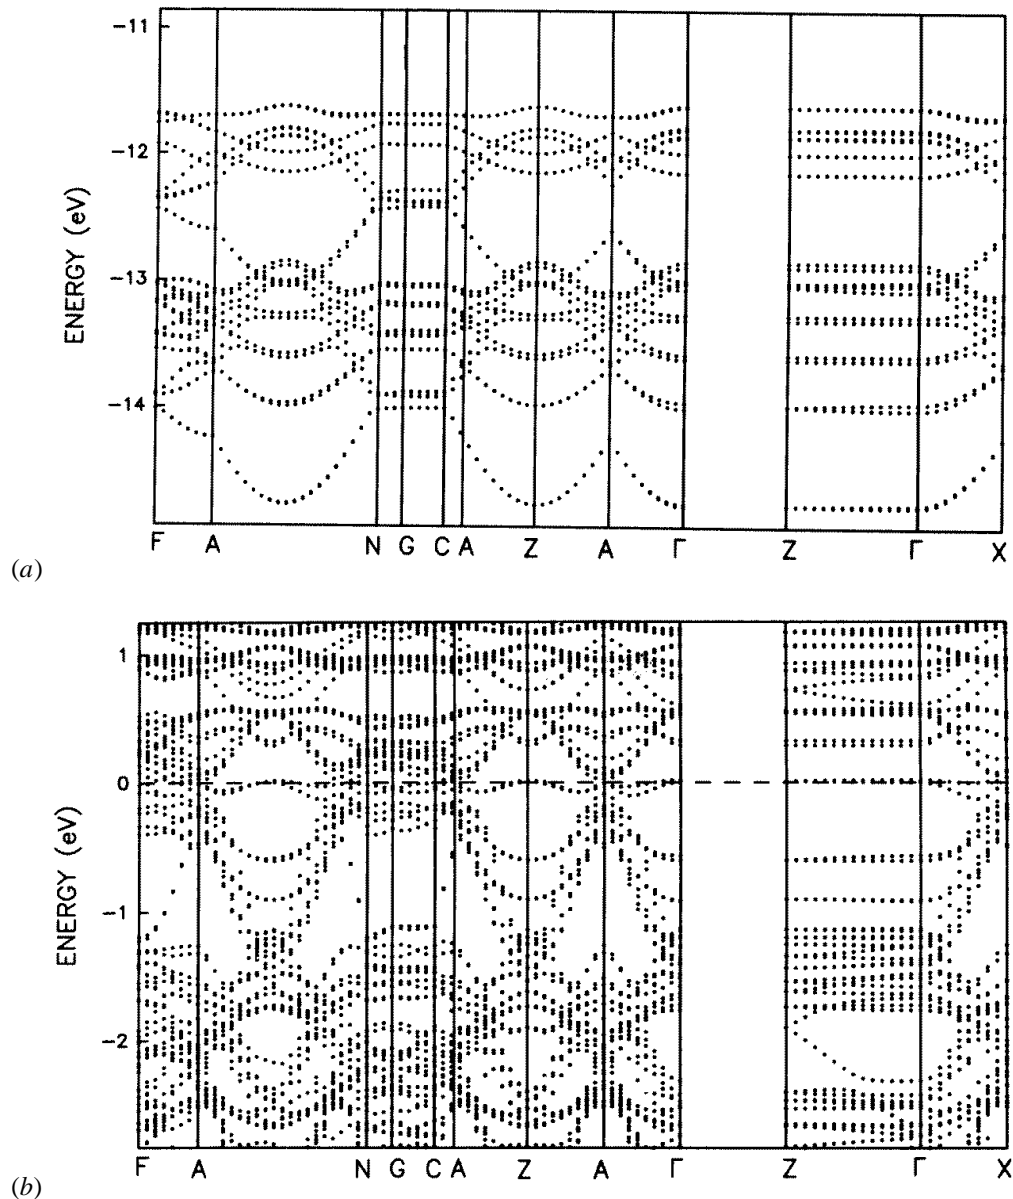 -11
-12
-13
-14
ENERGY (eV)
F A N G C A Z A Γ Z Γ X
(a)
1
0
-1
-2
ENERGY (eV)
F A N G C A Z A Γ Z Γ X
(b)